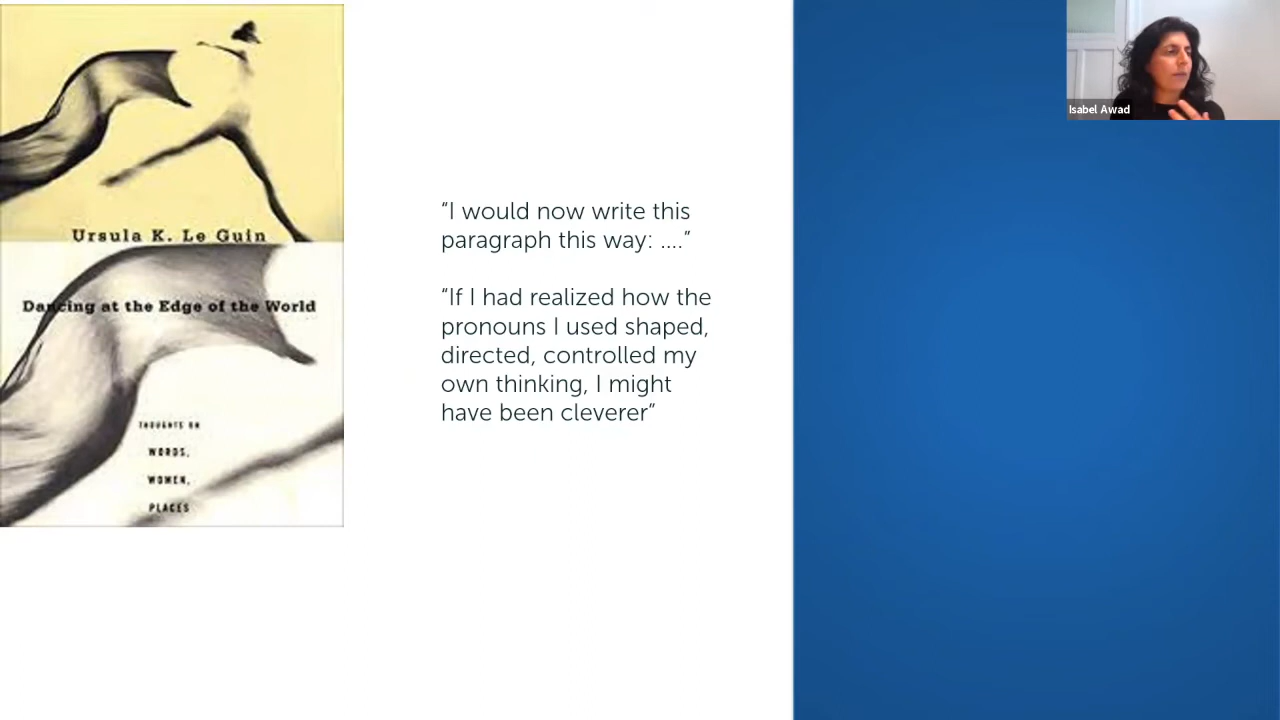 Ursula K. Le Guin
Dancing at the Edge of the World
THOUGHTS ON
WORDS,
WOMEN,
PLACES
“I would now write this
paragraph this way: ....”
“If I had realized how the
pronouns I used shaped,
directed, controlled my
own thinking, I might
have been cleverer”
Isabel Awad